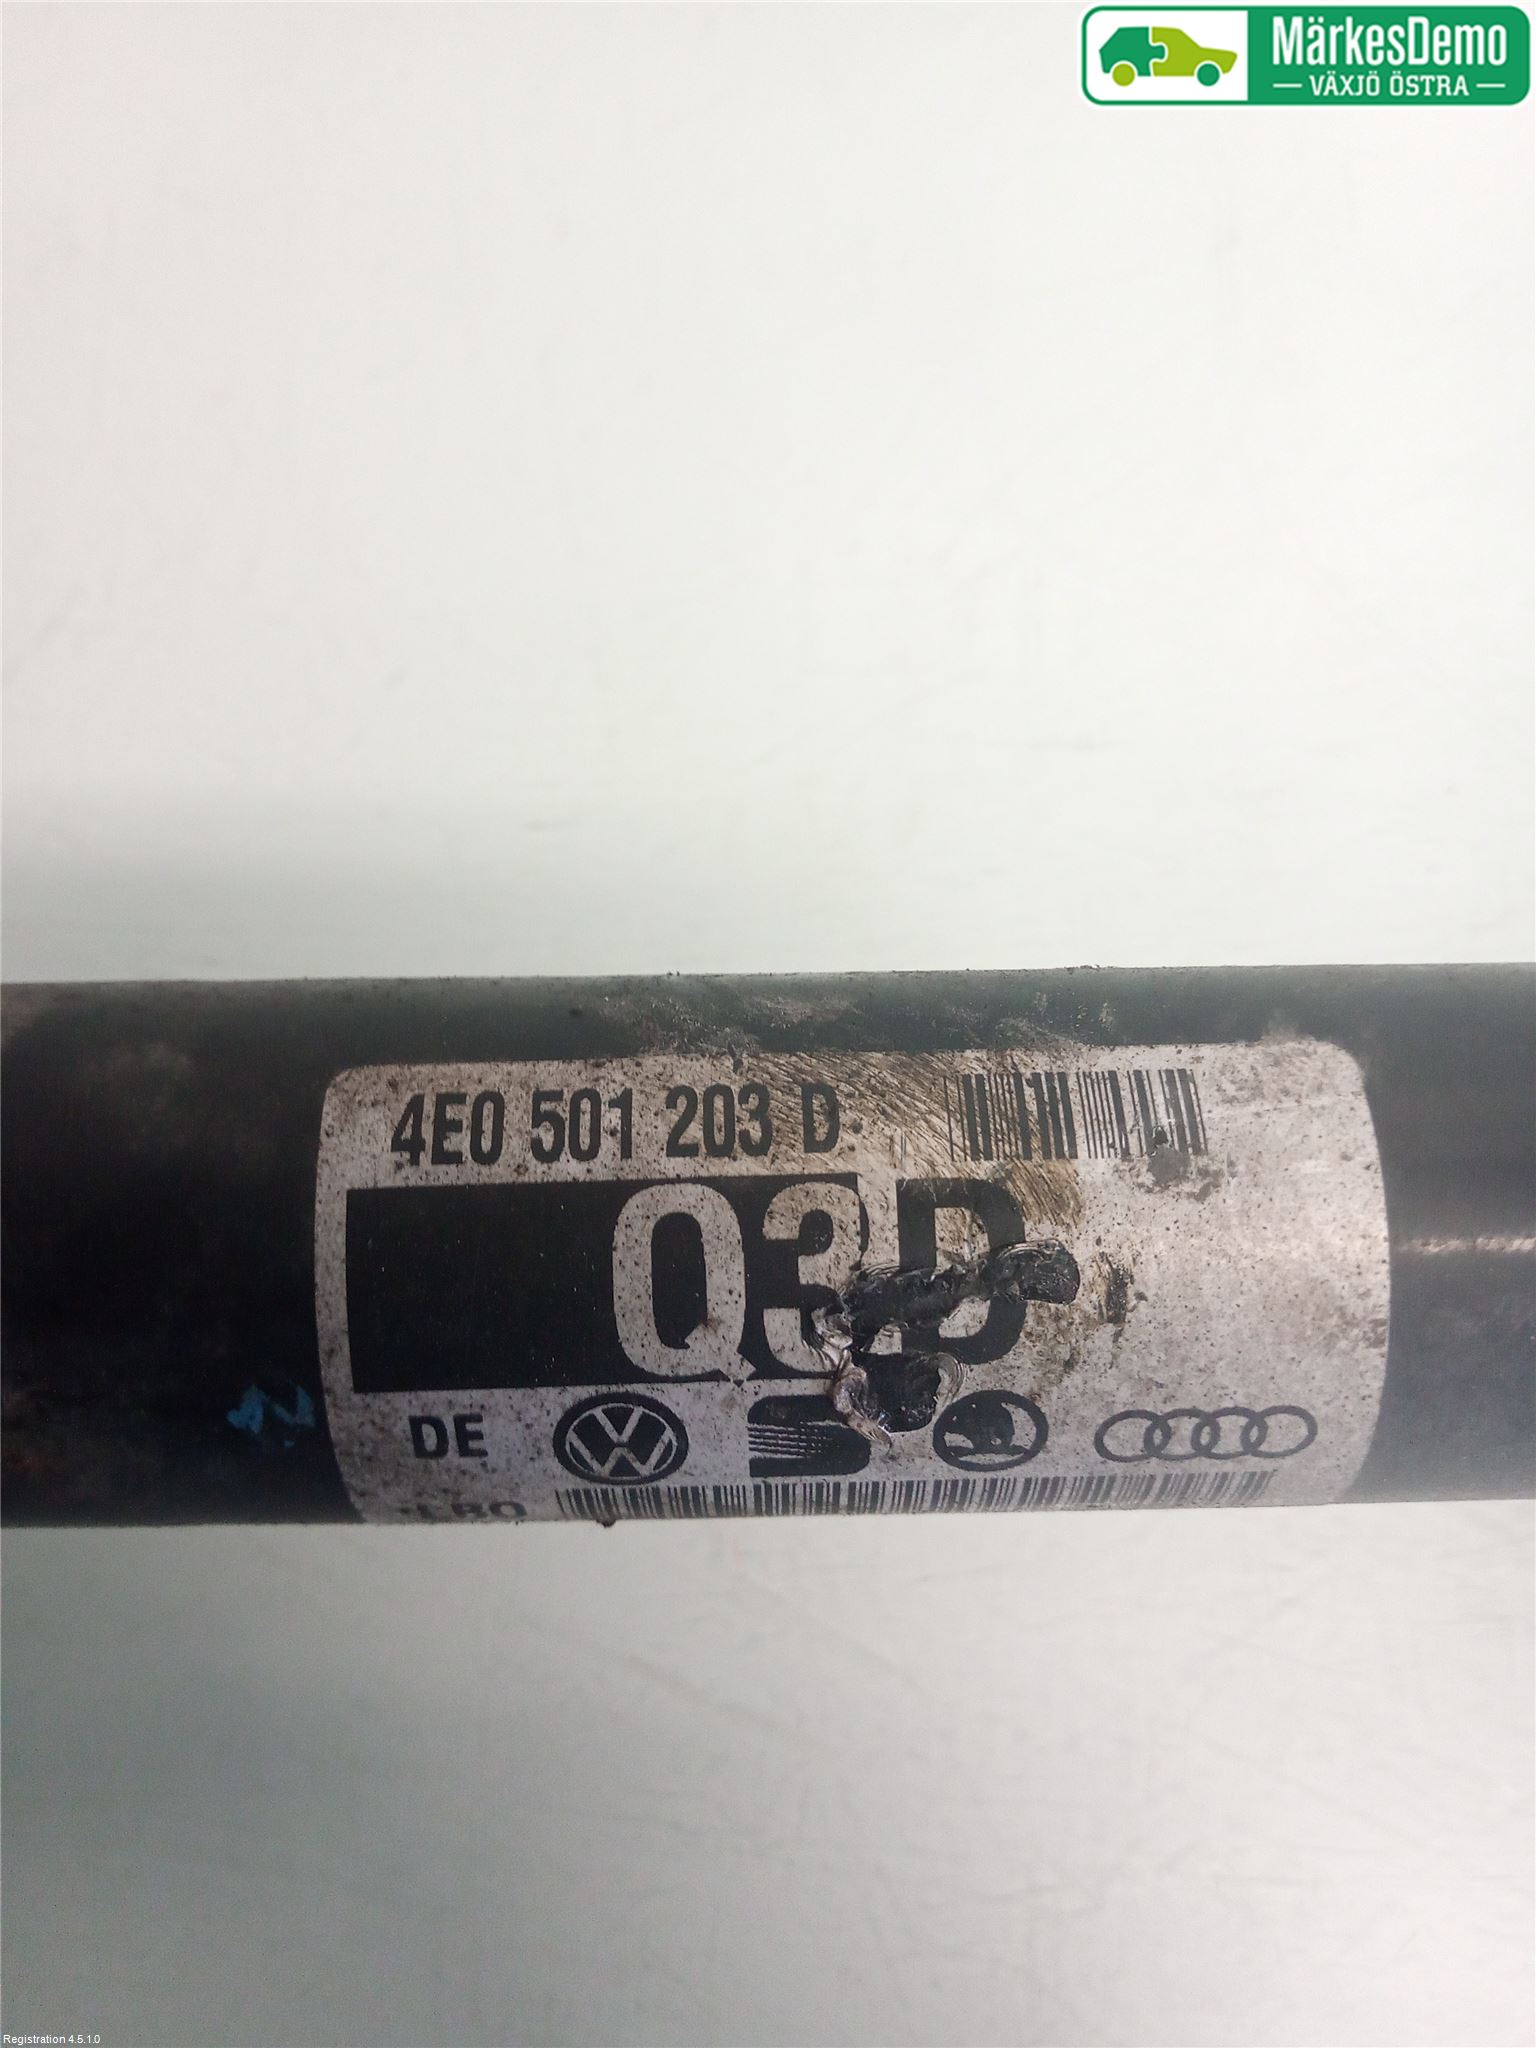 MärkesDemo
VÄXJÖ ÖSTRA
4E0 501 203 D
Q3D
DE
Registration 4.5.1.0